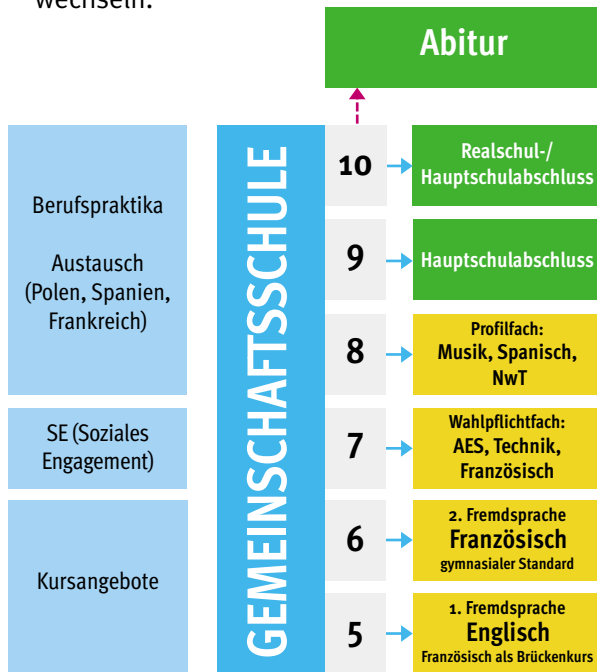 wechseln.
Abitur
Berufspraktika
Austausch
(Polen, Spanien,
Frankreich)
SE (Soziales
Engagement)
Kursangebote
GEMEINSCHAFTSSCHULE
10
Realschul-/
Hauptschulabschluss
9
Hauptschulabschluss
8
Profilfach:
Musik, Spanisch,
NwT
7
Wahlpflichtfach:
AES, Technik,
Französisch
6
2. Fremdsprache
Französisch
gymnasialer Standard
5
1. Fremdsprache
Englisch
Französisch als Brückenkurs